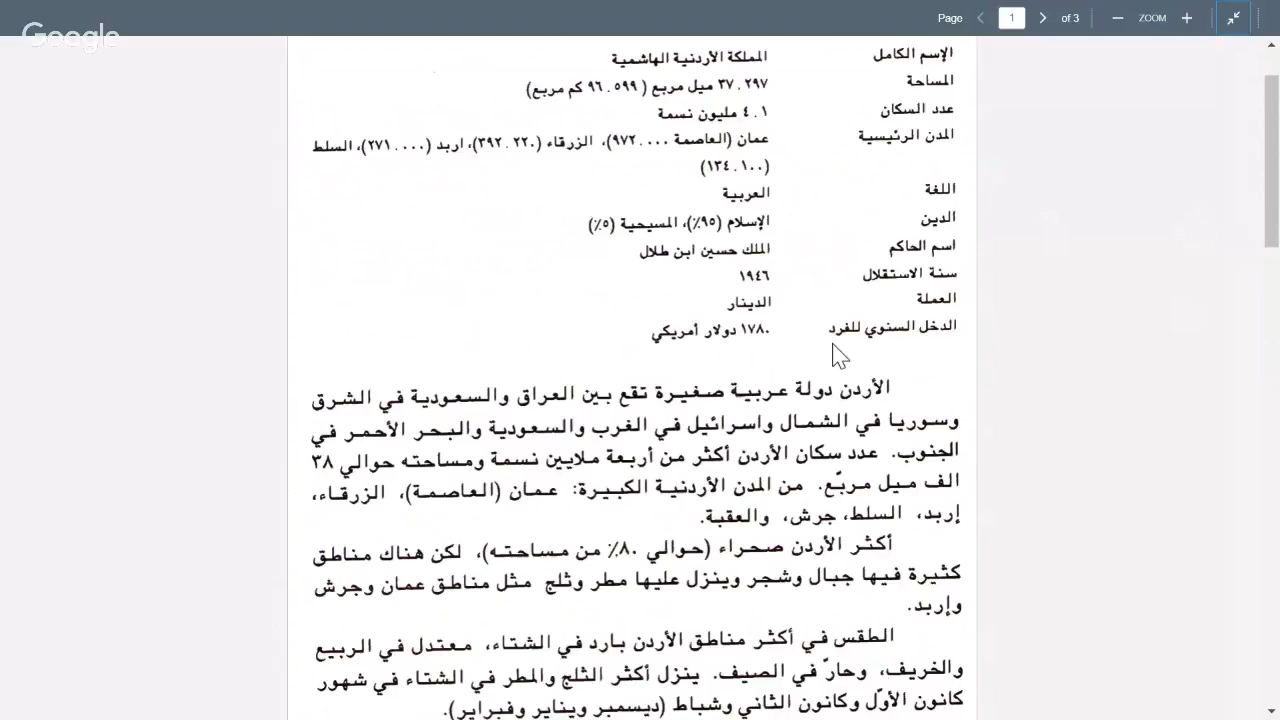 Google
Page 1 of 3 ZOOM
الإسم الكامل المملكة الأردنية الهاشمية
المساحة ٣٧.٢٩٧ ميل مربع (٩٦.٥٩٩ كم مربع)
عدد السكان ٤.١ مليون نسمة
المدن الرئيسية عمان (العاصمة ٩٧٢.٠٠٠)، الزرقاء (٣٩٢.٢٢٠)، اربد (٢٧١.٠٠٠)، السلط
(١٣٤.١٠٠)
اللغة العربية
الدين الإسلام (٩٥٪)، المسيحية (٥٪)
اسم الحاكم الملك حسين ابن طلال
سنة الاستقلال ١٩٤٦
العملة الدينار
الدخل السنوي للفرد ١٧٨٠ دولار أمريكي
الأردن دولة عربية صغيرة تقع بين العراق والسعودية في الشرق
وسوريا في الشمال واسرائيل في الغرب والسعودية والبحر الأحمر في
الجنوب. عدد سكان الأردن أكثر من أربعة ملايين نسمة ومساحته حوالي ٣٨
الف ميل مربّع. من المدن الأردنية الكبيرة: عمان (العاصمة)، الزرقاء،
إربد، السلط، جرش، والعقبة.
أكثر الأردن صحراء (حوالي ٨٠٪ من مساحته)، لكن هناك مناطق
كثيرة فيها جبال وشجر وينزل عليها مطر وثلج مثل مناطق عمان وجرش
وإربد.
الطقس في أكثر مناطق الأردن بارد في الشتاء، معتدل في الربيع
والخريف، وحارّ في الصيف. ينزل أكثر الثلج والمطر في الشتاء في شهور
كانون الأوّل وكانون الثاني وشباط (ديسمبر ويناير وفبراير).